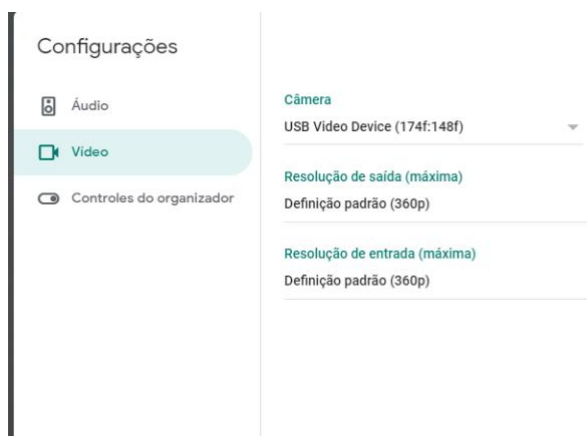 Configurações
Áudio
Vídeo
Controles do organizador
Câmera
USB Video Device (174f:148f)
Resolução de saída (máxima)
Definição padrão (360p)
Resolução de entrada (máxima)
Definição padrão (360p)